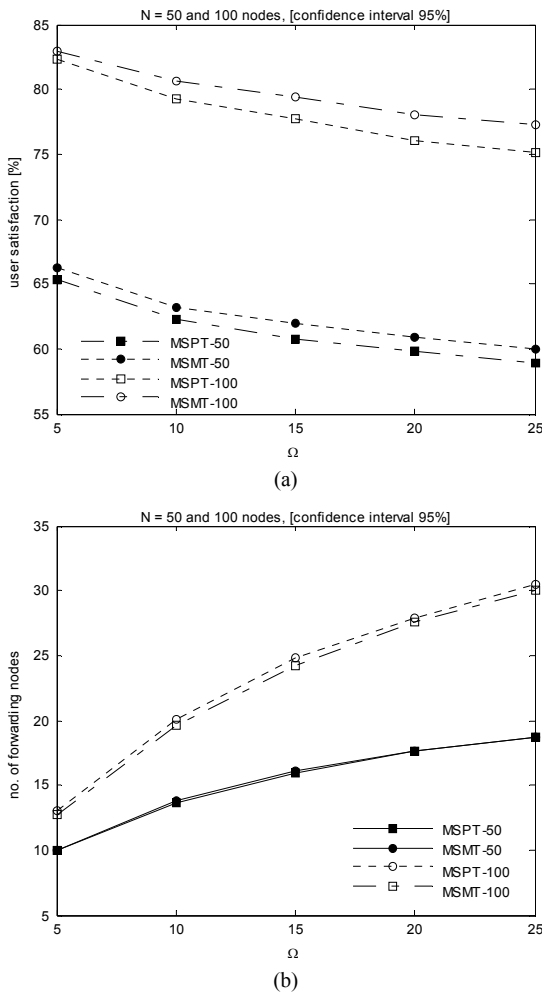 N = 50 and 100 nodes, [confidence interval 95%]
85
80
75
70
65
60
55
user satisfaction [%]
MSPT-50
MSMT-50
MSPT-100
MSMT-100
5 10 15 20 25
Ω
(a)
N = 50 and 100 nodes, [confidence interval 95%]
35
30
25
20
15
10
5
no. of forwarding nodes
MSPT-50
MSMT-50
MSPT-100
MSMT-100
5 10 15 20 25
Ω
(b)